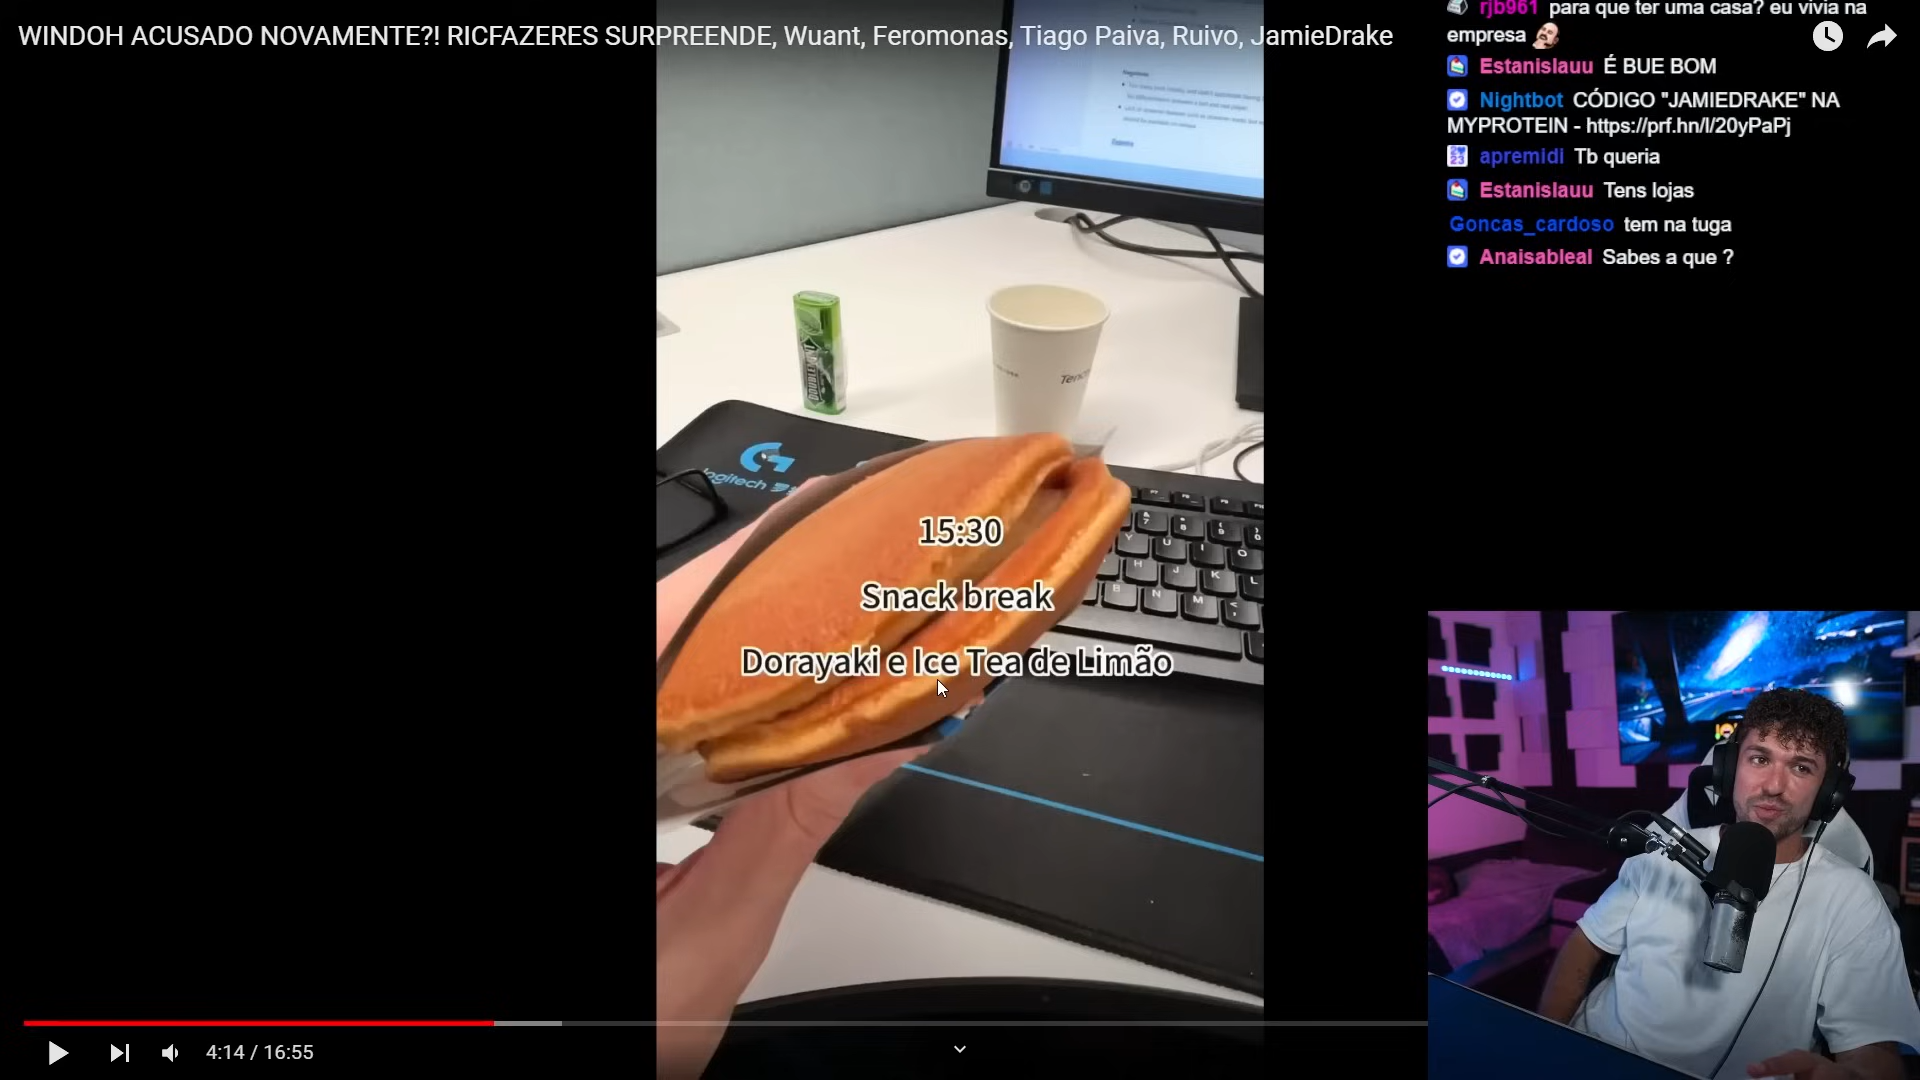 WINDOH ACUSADO NOVAMENTE?! RICFAZERES SURPREENDE, Wuant, Feromonas, Tiago Paiva, Ruivo, JamieDrake
rjb961 para que ter uma casa? eu vivia na
empresa
Estanislauu É BUE BOM
Nightbot CÓDIGO "JAMIEDRAKE" NA
MYPROTEIN - https://prf.hn/l/20yPaPj
apremidi Tb queria
Estanislauu Tens lojas
Goncas_cardoso tem na tuga
Anaisableal Sabes a que ?
DOUBLEMINT
logitech
15:30
Snack break
Dorayaki e Ice Tea de Limão
4:14 / 16:55